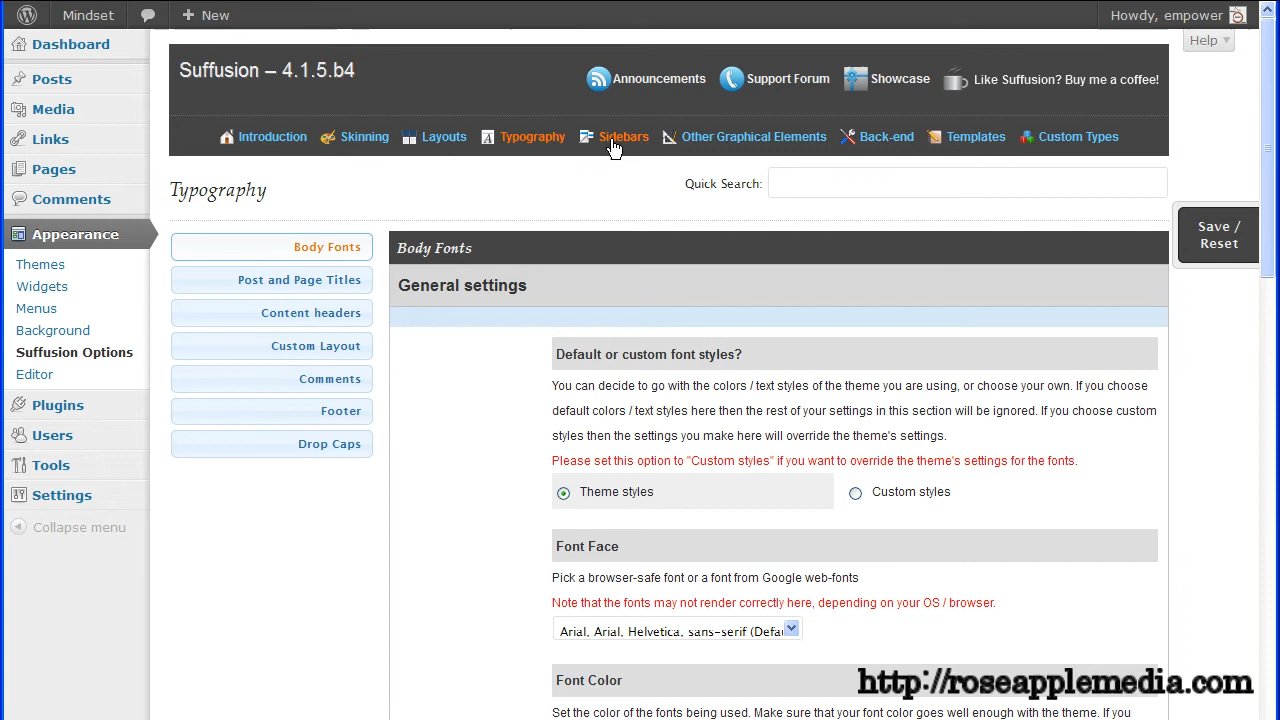 Mindset
New
Howdy, empower
Help
Dashboard
Posts
Media
Links
Pages
Comments
Appearance
Themes
Widgets
Menus
Background
Suffusion Options
Editor
Plugins
Users
Tools
Settings
Collapse menu
Suffusion – 4.1.5.b4
Announcements
Support Forum
Showcase
Like Suffusion? Buy me a coffee!
Introduction
Skinning
Layouts
Typography
Sidebars
Other Graphical Elements
Back-end
Templates
Custom Types
Typography
Quick Search:
Save /
Reset
Body Fonts
Post and Page Titles
Content headers
Custom Layout
Comments
Footer
Drop Caps
Body Fonts
General settings
Default or custom font styles?
You can decide to go with the colors / text styles of the theme you are using, or choose your own. If you choose
default colors / text styles here then the rest of your settings in this section will be ignored. If you choose custom
styles then the settings you make here will override the theme's settings.
Please set this option to "Custom styles" if you want to override the theme's settings for the fonts.
Theme styles
Custom styles
Font Face
Pick a browser-safe font or a font from Google web-fonts
Note that the fonts may not render correctly here, depending on your OS / browser.
Arial, Arial, Helvetica, sans-serif (Defau
Font Color
Set the color of the fonts being used. Make sure that your font color goes well enough with the theme. If you
http://roseapplemedia.com